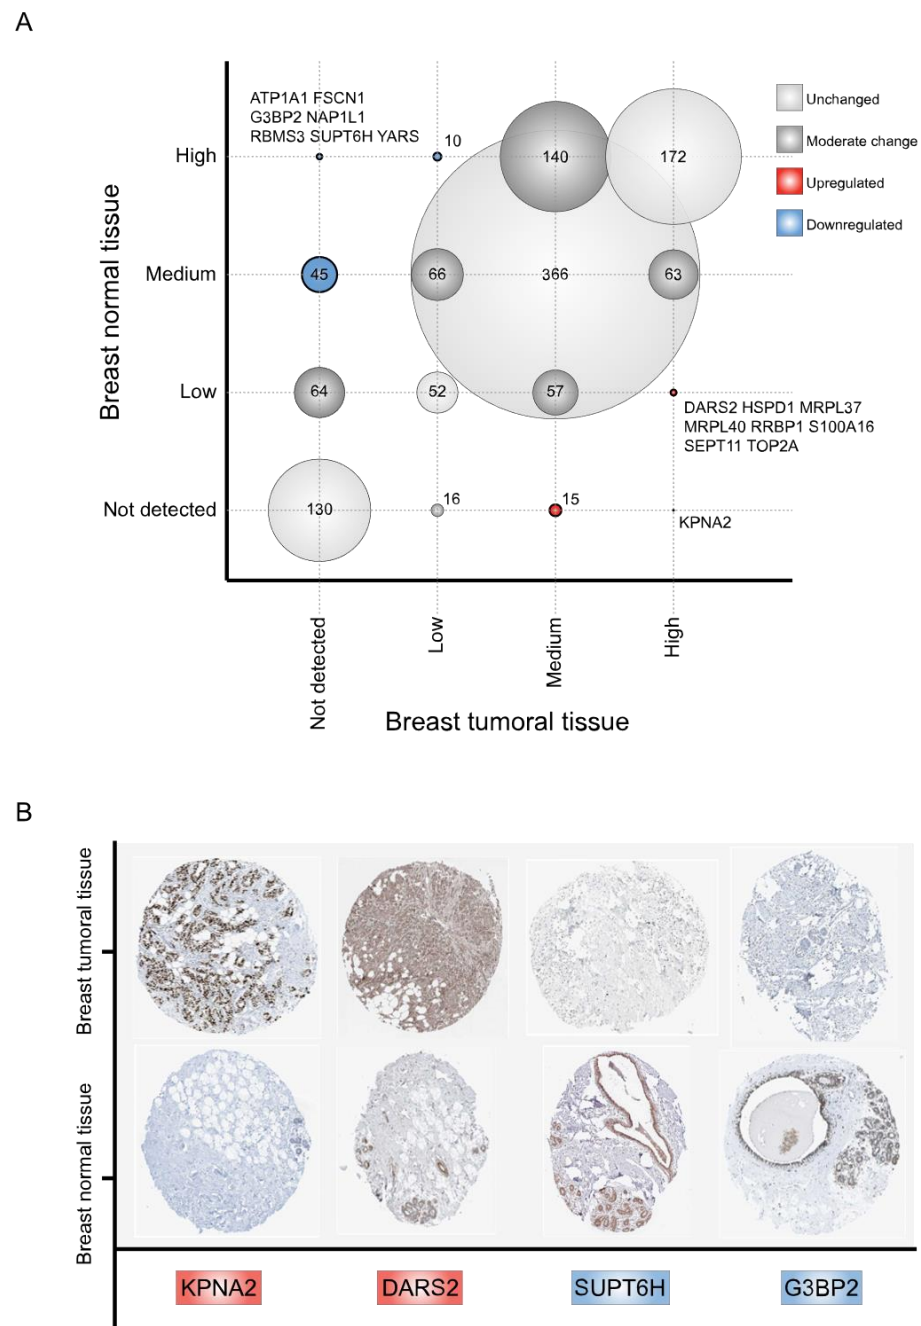 A
ATP1A1 FSCN1
G3BP2 NAP1L1
RBMS3 SUPT6H YARS
Unchanged
Moderate change
Upregulated
Downregulated
Breast normal tissue
High
10
140
172
Medium
45
66
366
63
Low
64
52
57
DARS2 HSPD1 MRPL37
MRPL40 RRBP1 S100A16
SEPT11 TOP2A
Not detected
130
16
15
KPNA2
Not detected
Low
Medium
High
Breast tumoral tissue
B
Breast tumoral tissue
Breast normal tissue
KPNA2
DARS2
SUPT6H
G3BP2